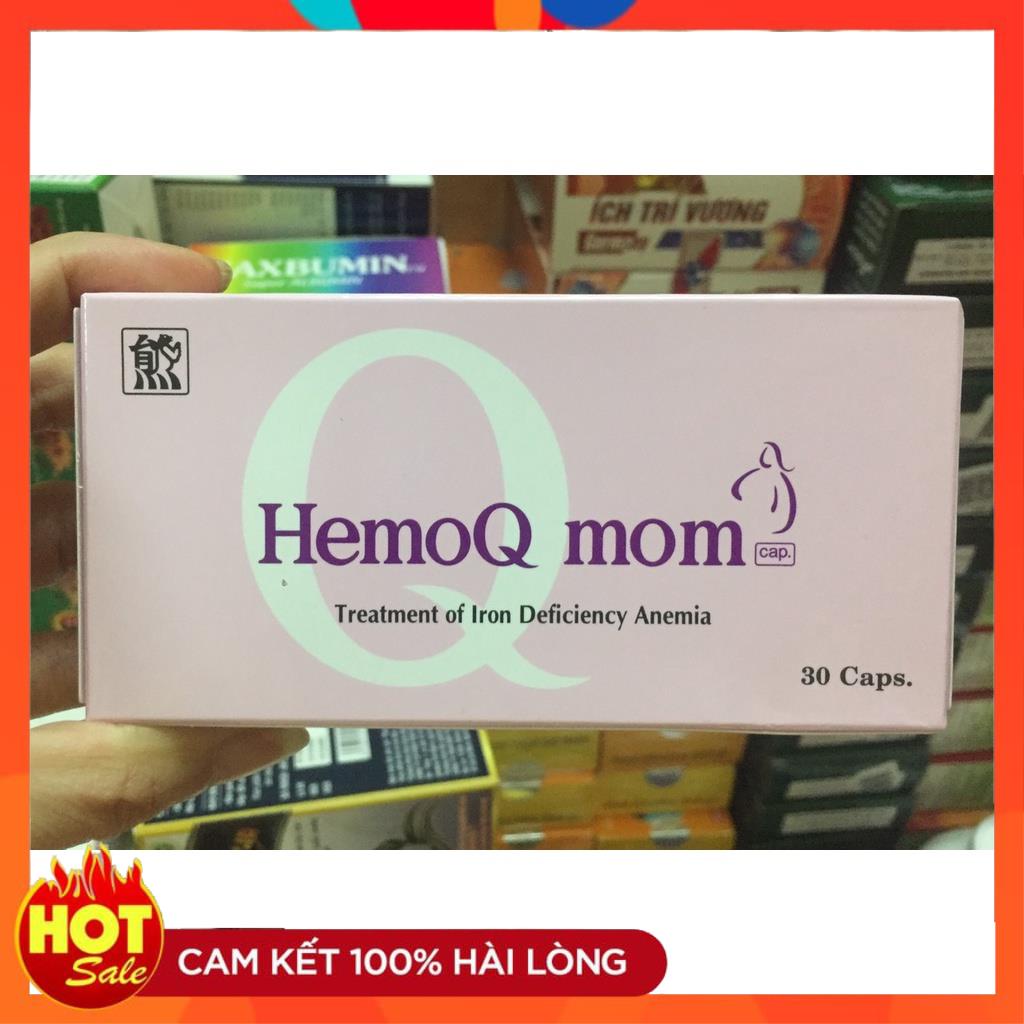 ÍCH TRÍ VƯƠNG
AXBUMIN
HemoQ mom
cap.
Treatment of Iron Deficiency Anemia
30 Caps.
HOT
Sale
CAM KẾT 100% HÀI LÒNG